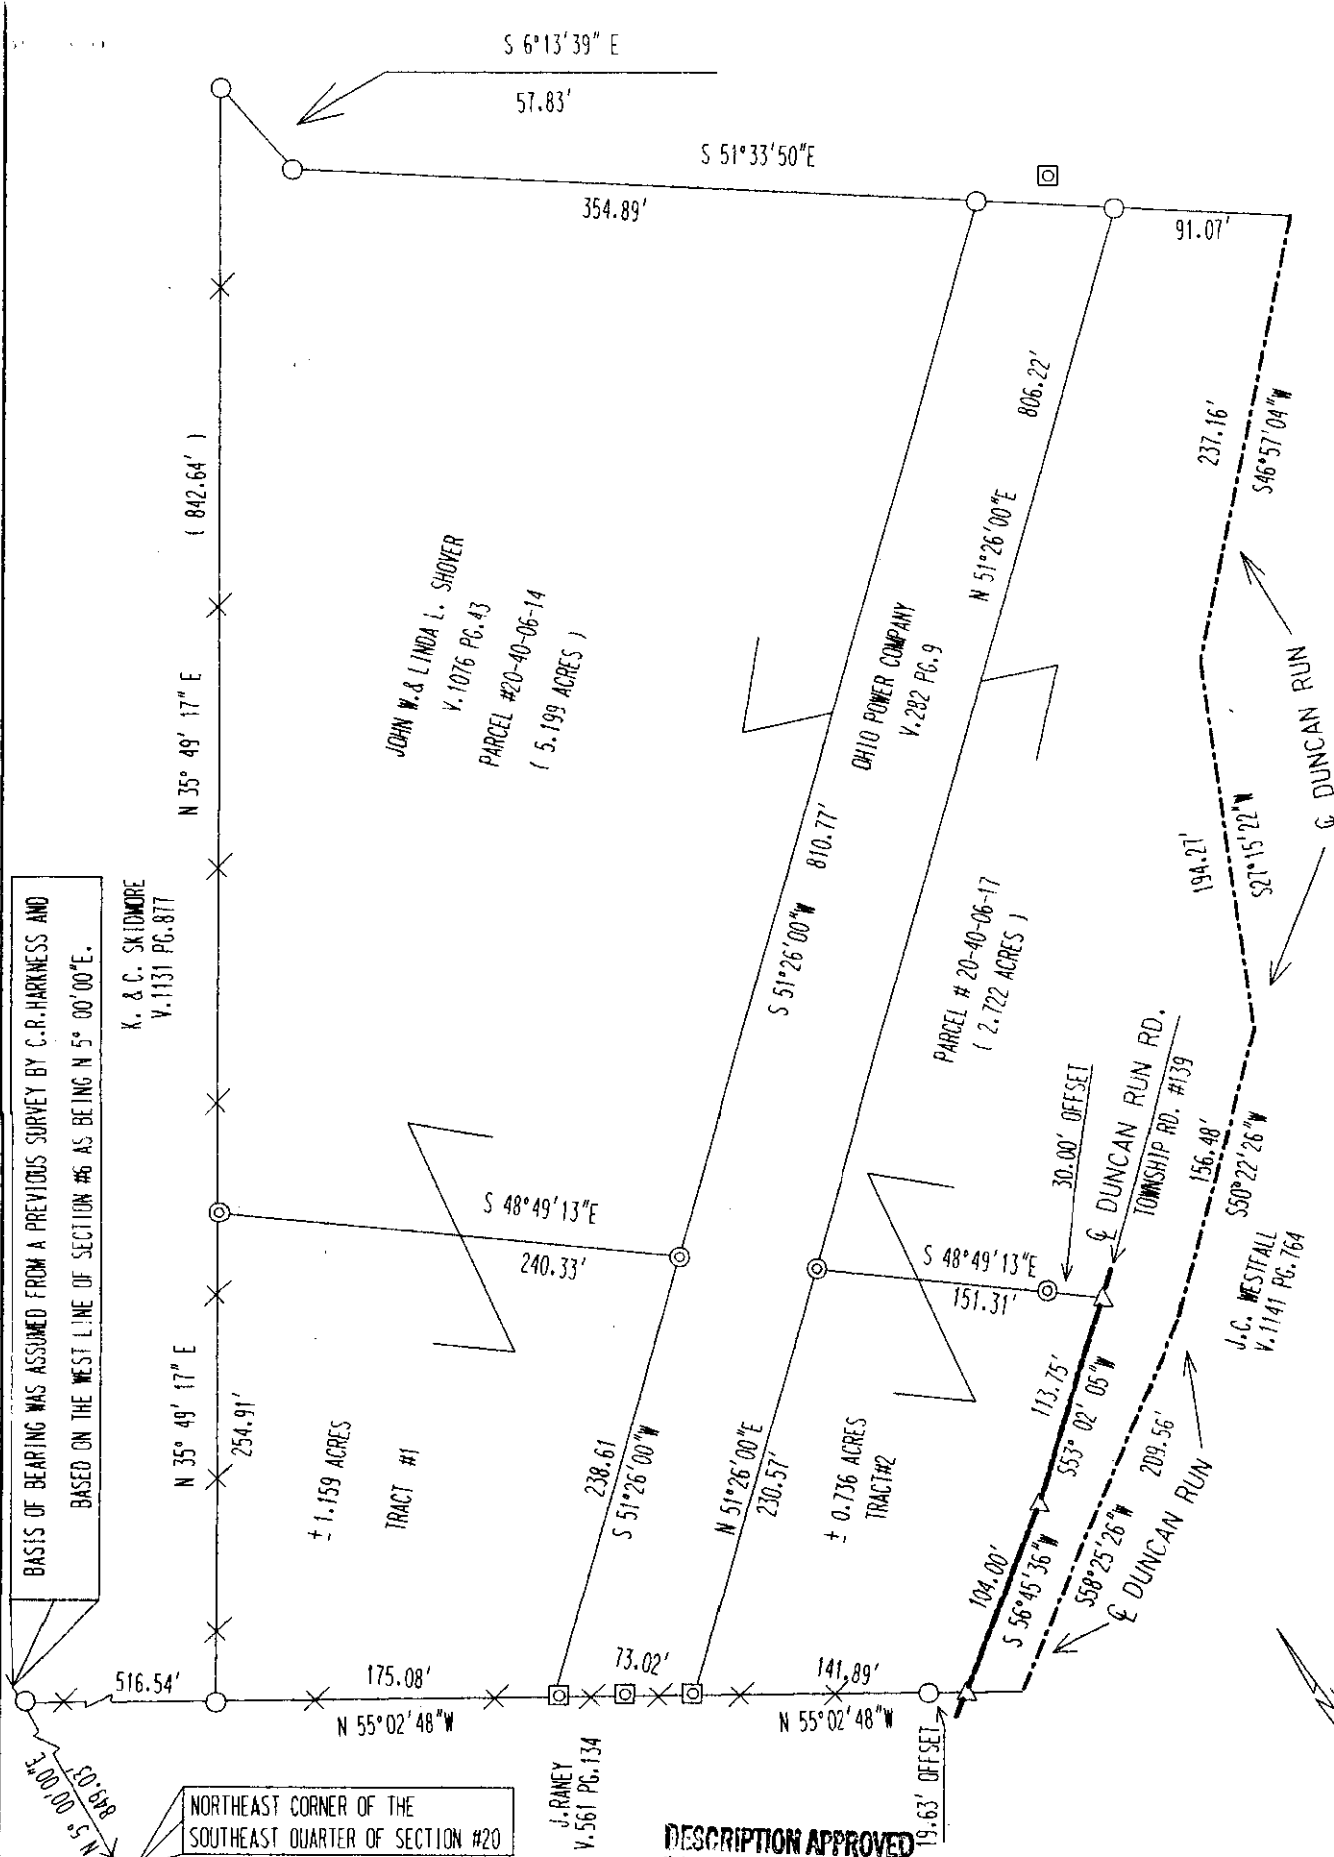 S 6°13'39" E
57.83'
S 51°33'50"E
354.89'
91.07'
N 35° 49' 17" E
( 842.64' )
JOHN W.& LINDA L. SHOVER
V.1076 PG.43
PARCEL #20-40-06-14
( 5.199 ACRES )
806.22'
N 51°26'00"E
237.16'
S46°57'04"W
OHIO POWER COMPANY
V.282 PG.9
S 51°26'00"W 810.77'
194.27'
S27°15'22"W
℄ DUNCAN RUN
BASIS OF BEARING WAS ASSUMED FROM A PREVIOUS SURVEY BY C.R.HARKNESS AND
BASED ON THE WEST LINE OF SECTION #6 AS BEING N 5° 00'00"E.
K. & C. SKIDMORE
V.1131 PG.877
PARCEL # 20-40-06-17
( 2.722 ACRES )
30.00' OFFSET
℄ DUNCAN RUN RD.
TOWNSHIP RD. #139
156.48'
S50°22'26"W
J.C. WESTFALL
V.1141 PG.764
S 48°49'13"E
240.33'
S 48°49'13"E
151.31'
N 35° 49' 17" E
254.91'
± 1.159 ACRES
TRACT #1
238.61
S 51°26'00"W
N 51°26'00"E
230.57'
± 0.736 ACRES
TRACT#2
113.75'
S53° 02' 05"W
104.00'
S 56°45'36"W
209.56'
S58°25'26"W
℄ DUNCAN RUN
516.54'
175.08'
N 55°02'48"W
73.02'
141.89'
N 55°02'48"W
19.63' OFFSET
J.RANEY
V.561 PG.134
N 5° 00'00"E
849.03'
NORTHEAST CORNER OF THE
SOUTHEAST QUARTER OF SECTION #20
DESCRIPTION APPROVED